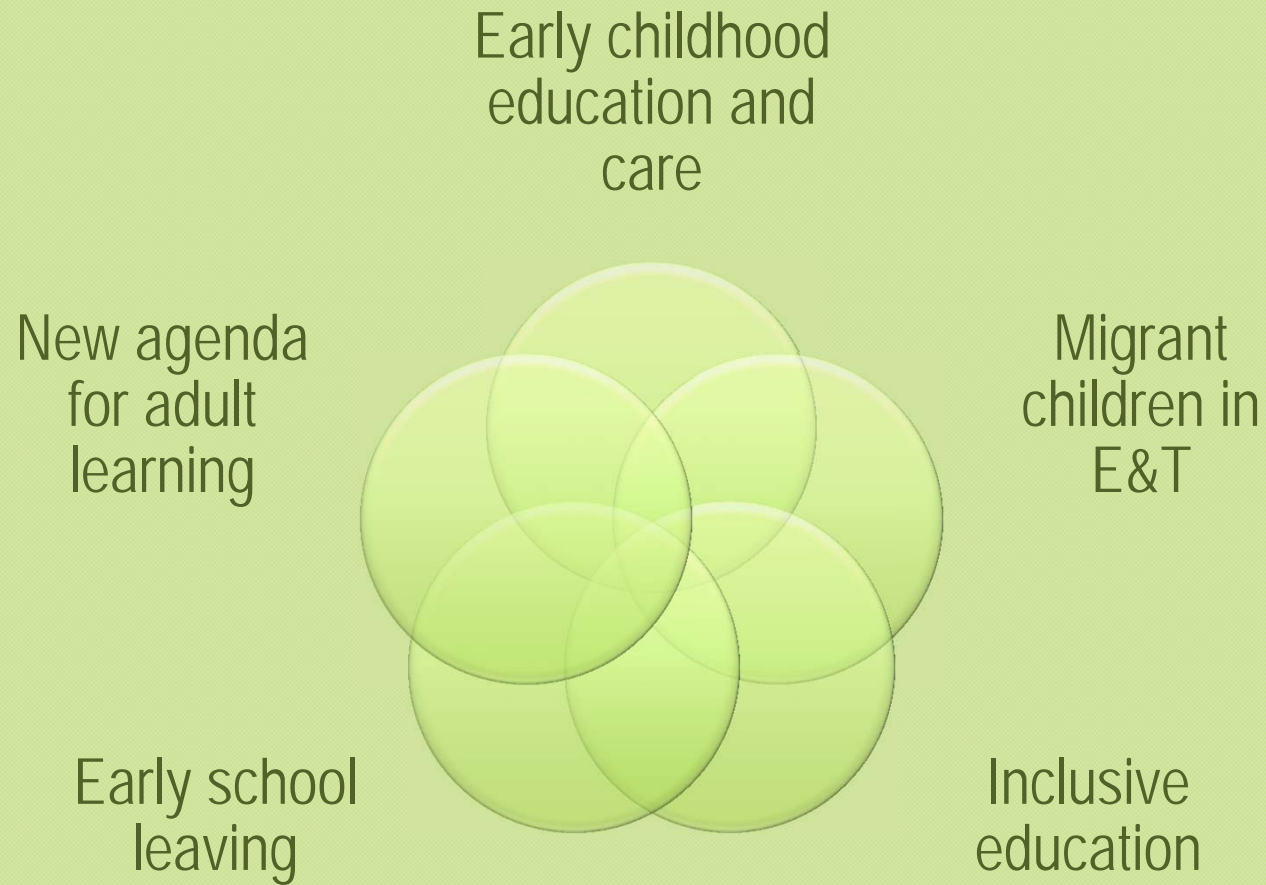 Early childhood
education and
care
New agenda
for adult
learning
Migrant
children in
E&T
Early school
leaving
Inclusive
education